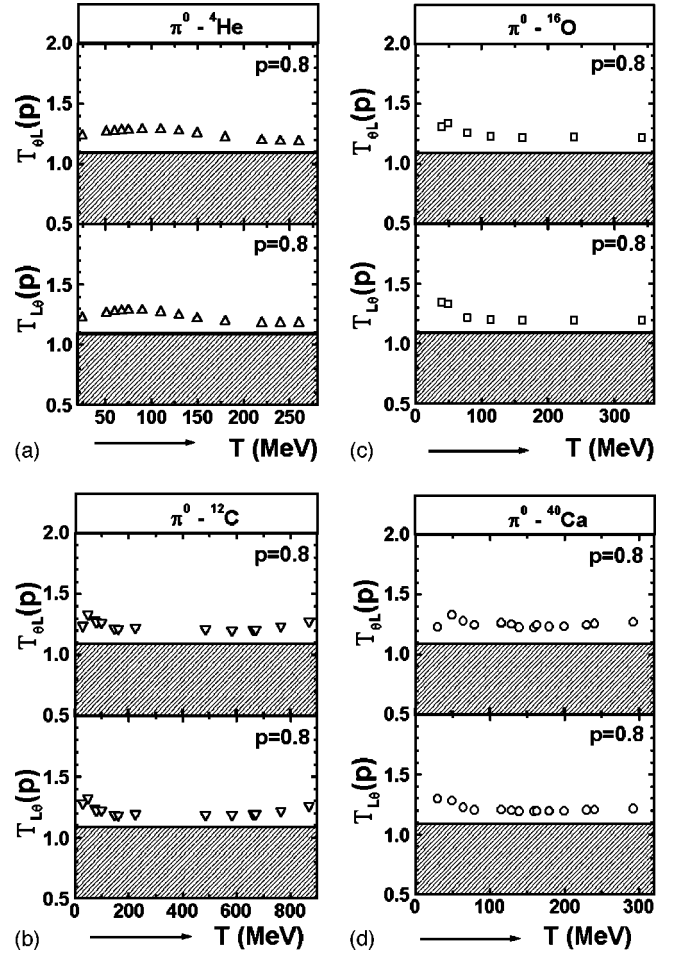 π⁰ - ⁴He
2.0
p=0.8
1.5
T_θL(p)
1.0
0.5
p=0.8
1.5
T_Lθ(p)
1.0
0.5
50 100 150 200 250
(a) T (MeV)
π⁰ - ¹⁶O
2.0
p=0.8
1.5
T_θL(p)
1.0
0.5
p=0.8
1.5
T_Lθ(p)
1.0
0.5
0 100 200 300
(c) T (MeV)
π⁰ - ¹²C
2.0
p=0.8
1.5
T_θL(p)
1.0
0.5
p=0.8
1.5
T_Lθ(p)
1.0
0.5
0 200 400 600 800
(b) T (MeV)
π⁰ - ⁴⁰Ca
2.0
p=0.8
1.5
T_θL(p)
1.0
0.5
p=0.8
1.5
T_Lθ(p)
1.0
0.5
0 100 200 300
(d) T (MeV)